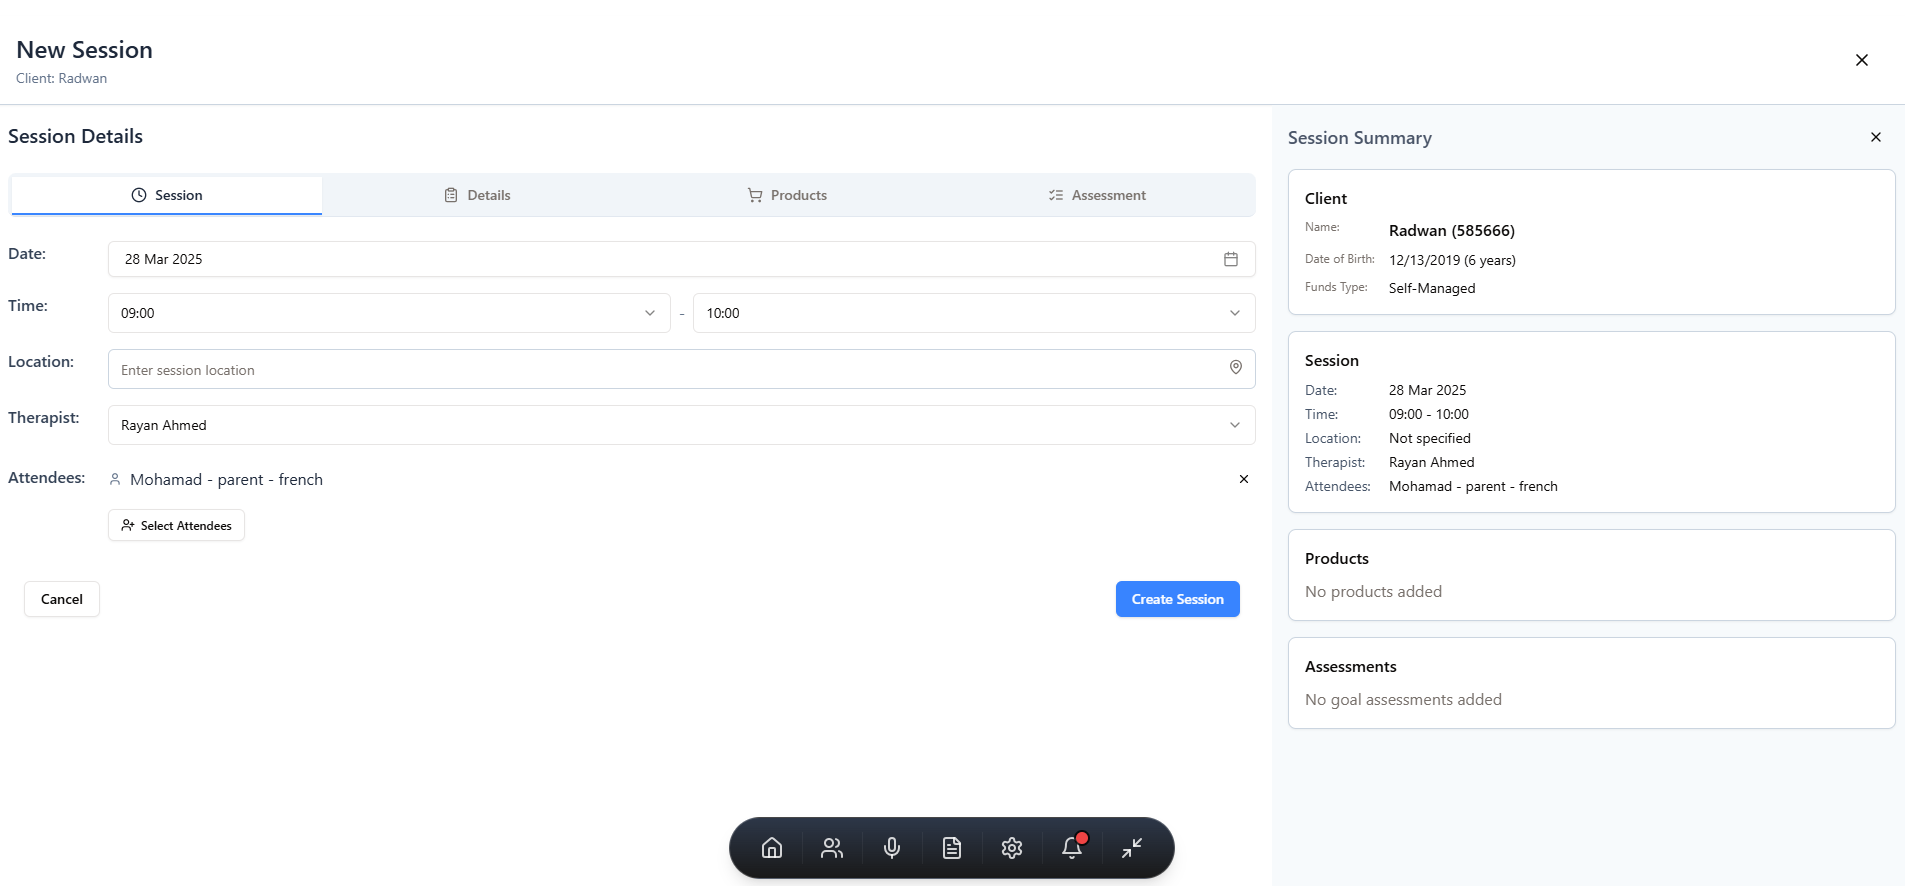 New Session
Client: Radwan
Session Details
Session
Details
Products
Assessment
Date:
28 Mar 2025
Time:
09:00
-
10:00
Location:
Enter session location
Therapist:
Rayan Ahmed
Attendees:
Mohamad - parent - french
Select Attendees
Cancel
Create Session
Session Summary
Client
Name:
Radwan (585666)
Date of Birth:
12/13/2019 (6 years)
Funds Type:
Self-Managed
Session
Date:
28 Mar 2025
Time:
09:00 - 10:00
Location:
Not specified
Therapist:
Rayan Ahmed
Attendees:
Mohamad - parent - french
Products
No products added
Assessments
No goal assessments added